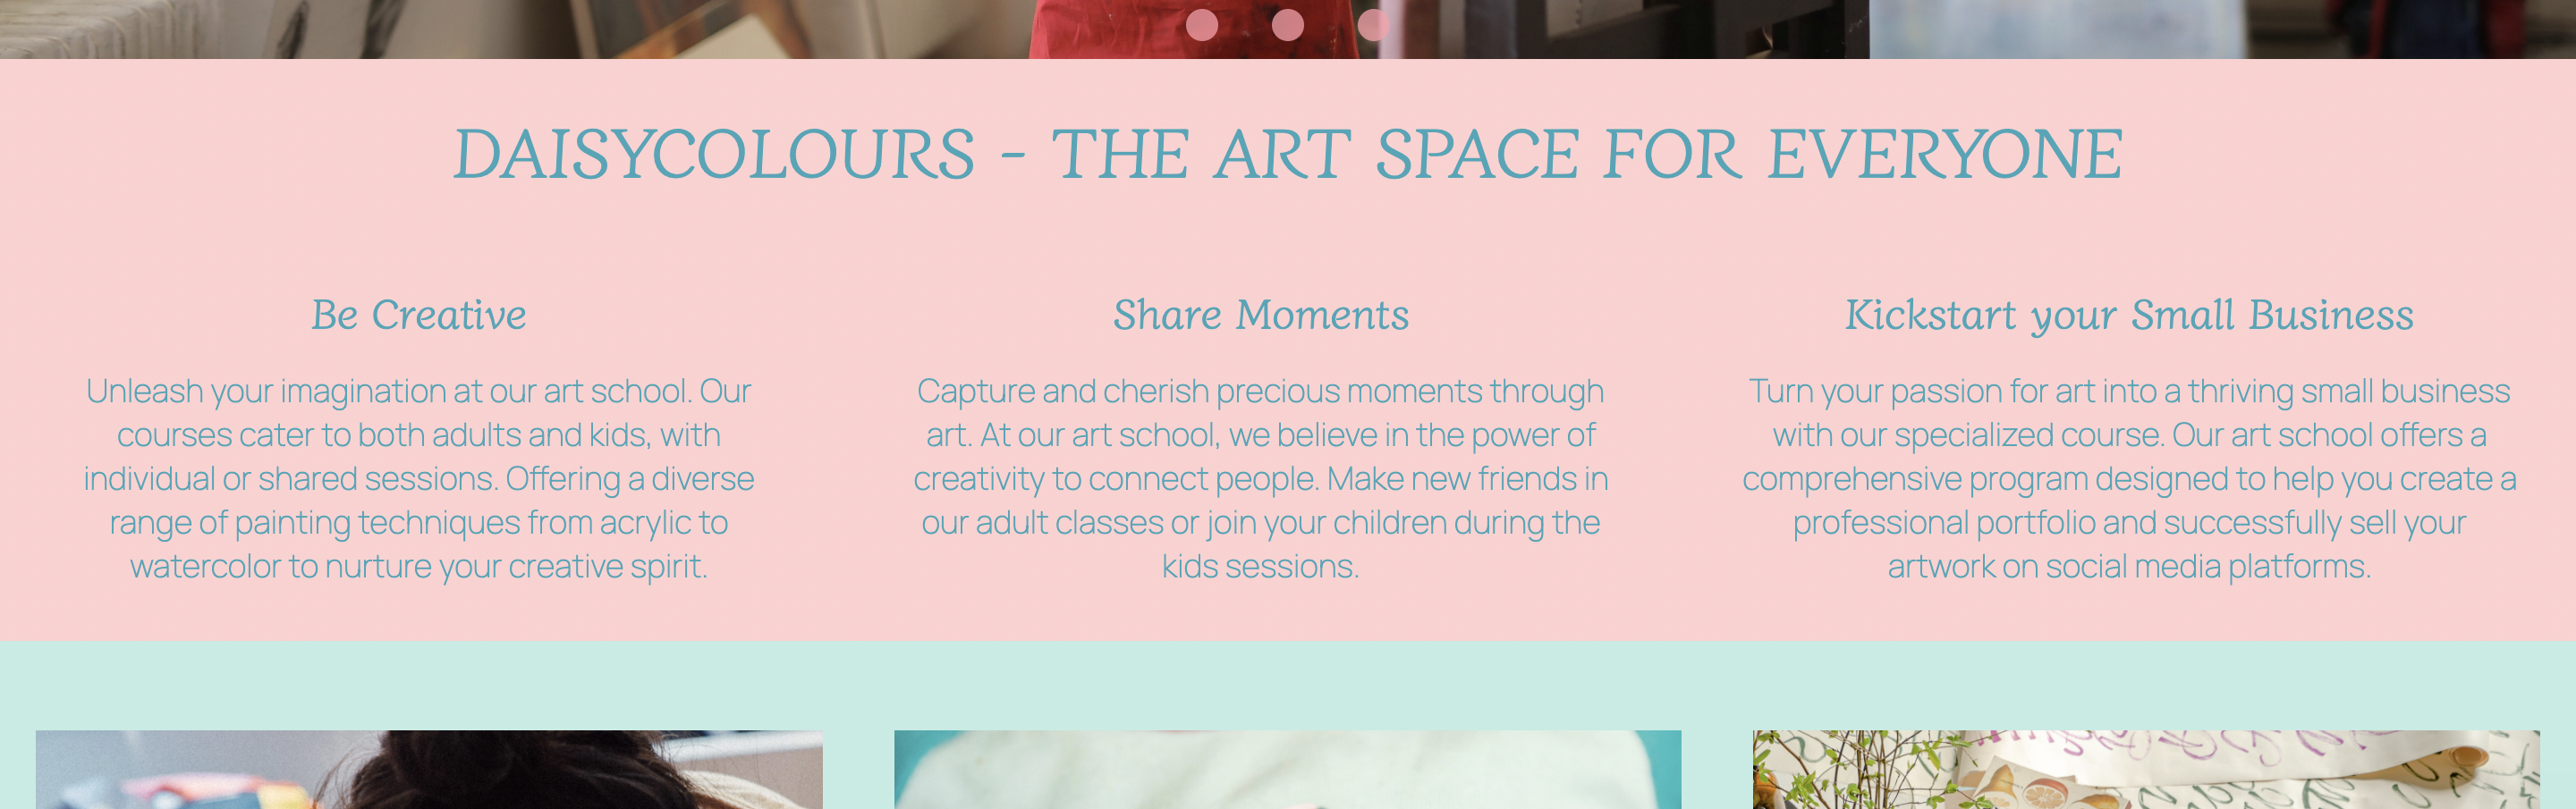 DAISYCOLOURS - THE ART SPACE FOR EVERYONE
Be Creative
Unleash your imagination at our art school. Our
courses cater to both adults and kids, with
individual or shared sessions. Offering a diverse
range of painting techniques from acrylic to
watercolor to nurture your creative spirit.
Share Moments
Capture and cherish precious moments through
art. At our art school, we believe in the power of
creativity to connect people. Make new friends in
our adult classes or join your children during the
kids sessions.
Kickstart your Small Business
Turn your passion for art into a thriving small business
with our specialized course. Our art school offers a
comprehensive program designed to help you create a
professional portfolio and successfully sell your
artwork on social media platforms.